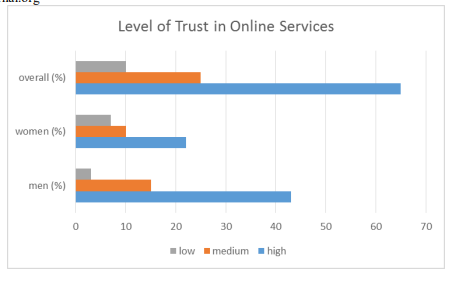 Level of Trust in Online Services
overall (%)
women (%)
men (%)
0 10 20 30 40 50 60 70
low medium high